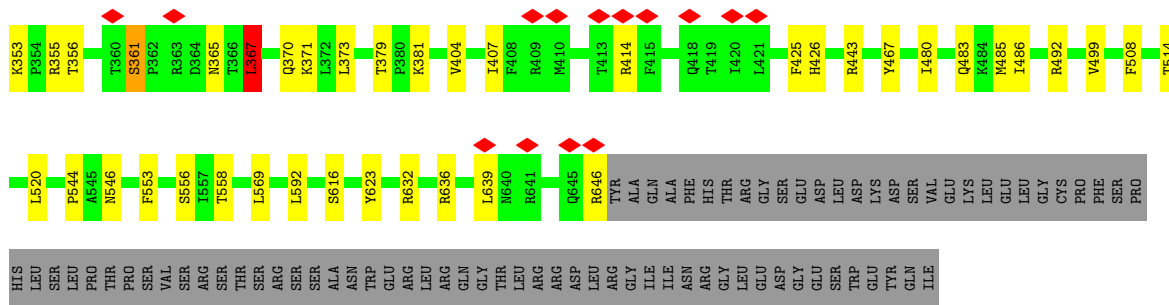 K353 P354 R355 T356 T360 S361 P362 R363 D364 N365 T366 L367 Q370 K371 L372 L373 T379 P380 K381 V404 I407 F408 R409 M410 T413 R414 F415 Q418 T419 I420 L421 F425 H426 R443 Y467 I480 Q483 K484 M485 I486 R492 V499 F508 T514
L520 P544 A545 N546 F553 S556 I557 T558 L569 L592 S616 Y623 R632 R636 L639 N640 R641 Q645 R646 TYR ALA GLN ALA PHE HIS THR ARG GLY SER GLU ASP LEU ASP LYS ASP SER VAL GLU LYS LEU GLU LEU GLY CYS PRO PHE SER PRO
HIS LEU SER LEU PRO THR PRO SER VAL SER ARG SER THR SER ARG SER SER ALA ASN TRP GLU ARG LEU ARG GLN GLY THR LEU ARG ARG ASP LEU ARG GLY ILE ILE ASN ARG GLY LEU GLU ASP GLY GLU SER TRP GLU TYR GLN ILE